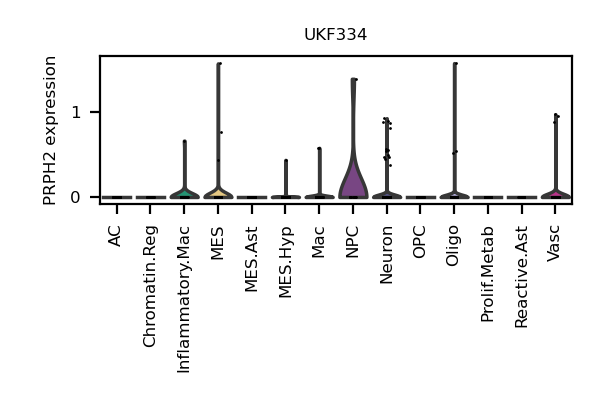 UKF334
PRPH2 expression
1
0
AC
Chromatin.Reg
Inflammatory.Mac
MES
MES.Ast
MES.Hyp
Mac
NPC
Neuron
OPC
Oligo
Prolif.Metab
Reactive.Ast
Vasc